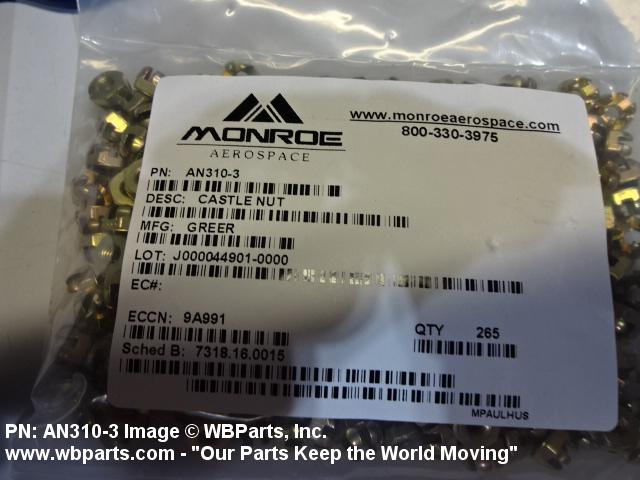 MONROE
AEROSPACE
www.monroeaerospace.com
800-330-3975
PN: AN310-3
DESC: CASTLE NUT
MFG: GREER
LOT: J000044901-0000
EC#:
ECCN: 9A991
QTY 265
Sched B: 7318.16.0015
MPAULHUS
PN: AN310-3 Image © WBParts, Inc.
www.wbparts.com - "Our Parts Keep the World Moving"